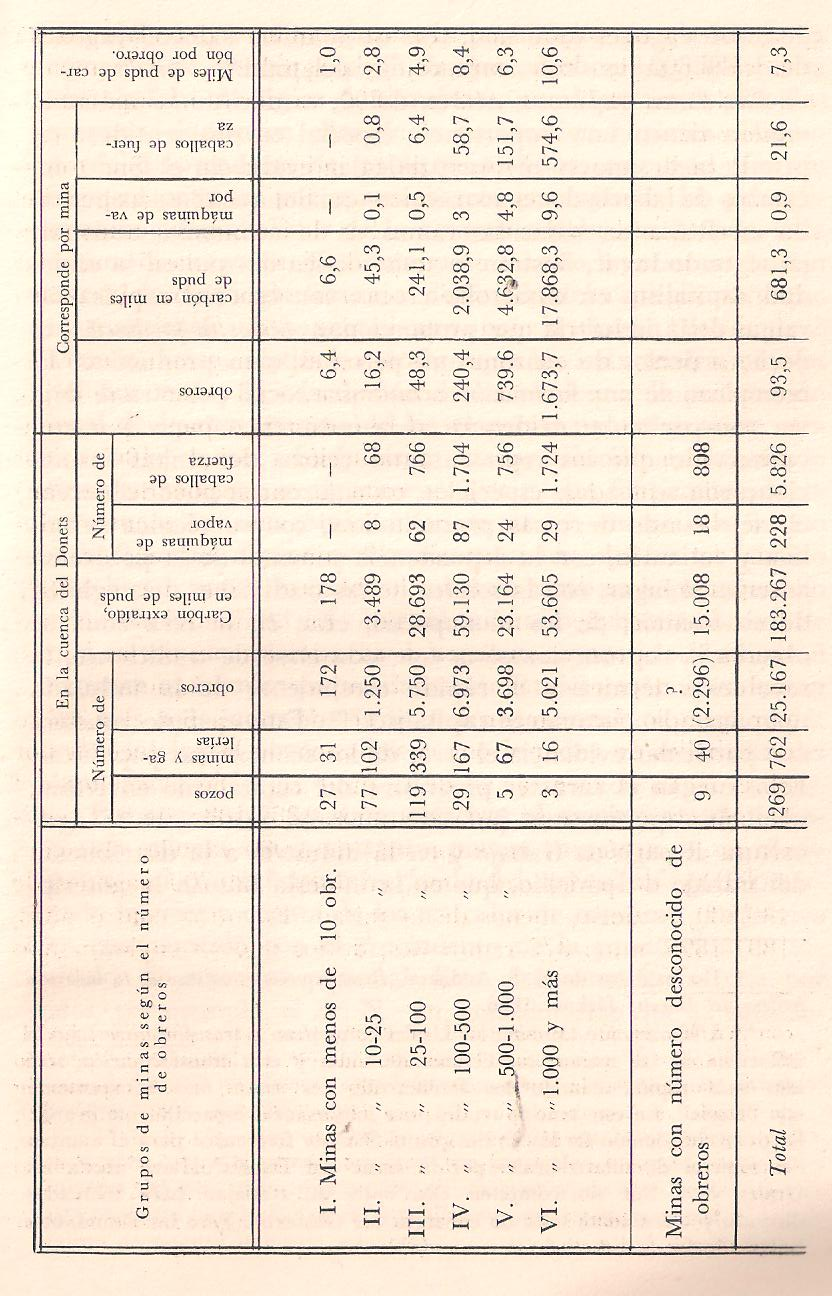 Grupos de minas según el numero de obreros
En la cuenca del Donets
Corresponde por mina
Miles de puds de carbón por obrero.
Número de
Número de
pozos
minas y galerías
obreros
Carbón extraído, en miles de puds
máquinas de vapor
caballos de fuerza
obreros
carbón en miles de puds
máquinas de vapor
caballos de fuerza
I. Minas con menos de 10 obr. 27 31 172 178 — — 6,4 6,6 — — 1,0
II. „ 10-25 „ 77 102 1.250 3.489 8 68 16,2 45,3 0 1 0,8 2,8
III. „ 25-100 „ 119 339 5.750 28.693 62 766 48,3 241,11 0,5 6,4 4,9
IV „ 100-500 „ 29 167 6.973 59.130 87 1.704 240,4 2.038,9 3 58,7 8,4
V. „ 500-1.000 „ 5 67 3.698 23.164 24 756 739,6 4.632,8 4,8 151,7 6,3
VI. „ 1.000 y más 3 16 5.021 53.605 29 1.724 1.673,7 17.868,3 9,6 574,6 10,6
Minas con numero desconocido de ?
obreros 9 40 (2.296) 15.008 18 808
Total 269 762 25.167 183.267 228 5.826 93,5 681,3 0,9 21,6 7,3